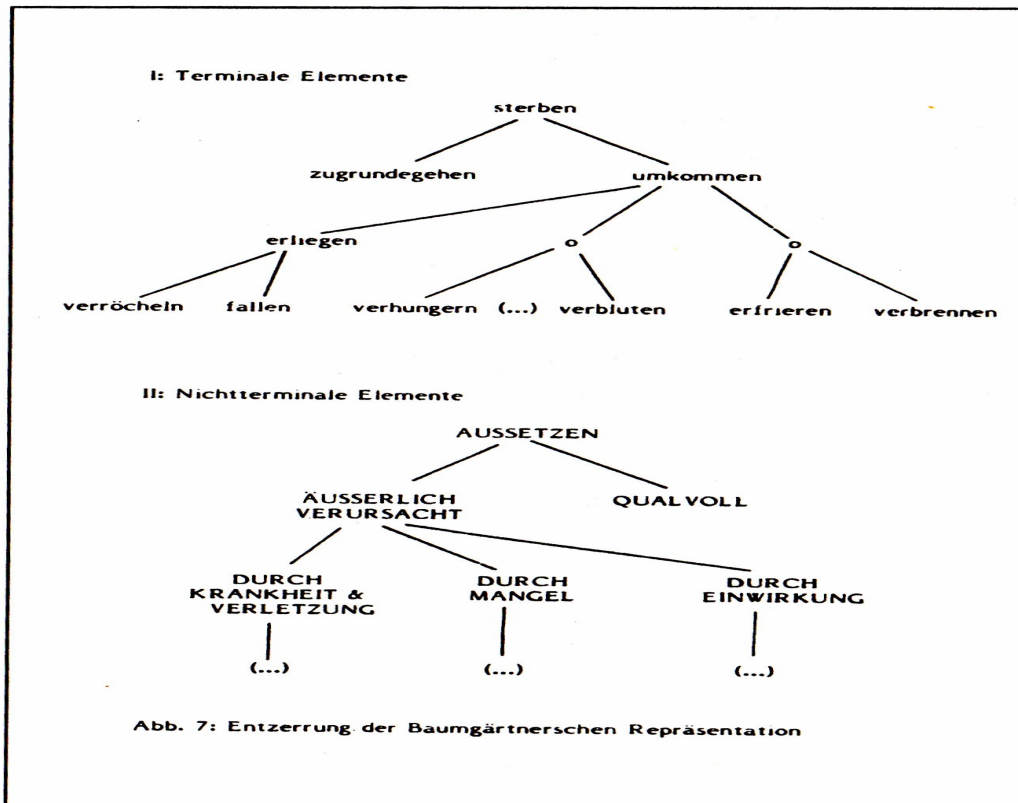 I: Terminale Elemente
sterben
zugrundegehen umkommen
erliegen o o
verröcheln fallen verhungern (...) verbluten erfrieren verbrennen
II: Nichtterminale Elemente
AUSSETZEN
ÄUSSERLICH QUALVOLL
VERURSACHT
DURCH DURCH DURCH
KRANKHEIT & MANGEL EINWIRKUNG
VERLETZUNG
(...) (...) (...)
Abb. 7: Entzerrung der Baumgärtnerschen Repräsentation